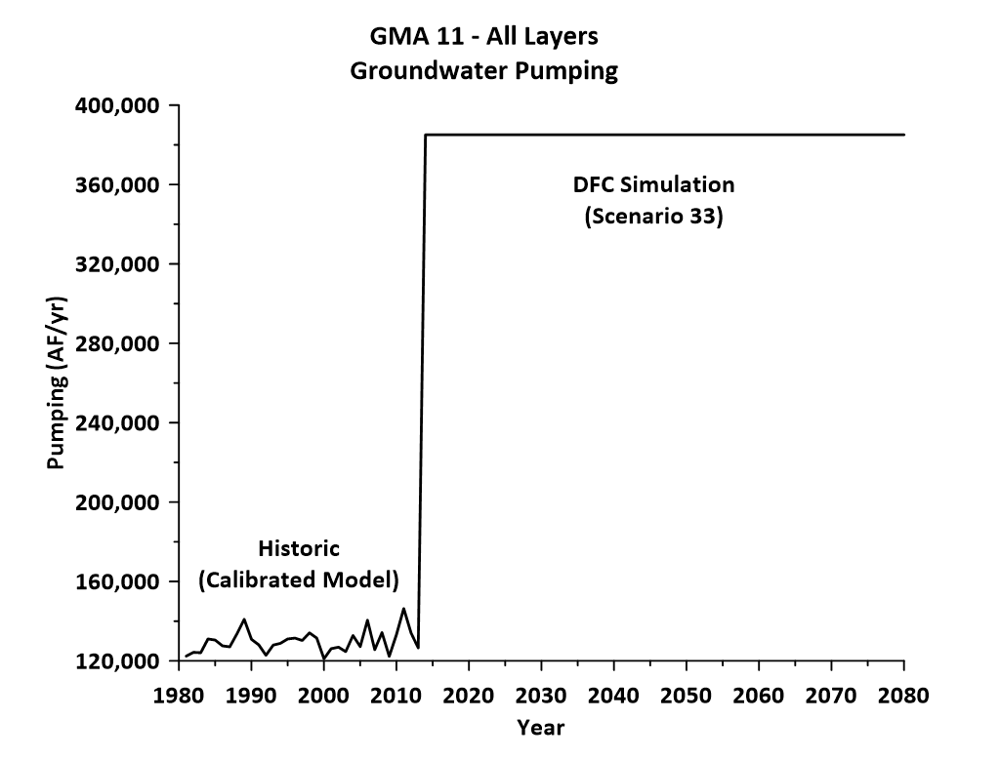 GMA 11 - All Layers
Groundwater Pumping
400,000
360,000
320,000
280,000
240,000
200,000
160,000
120,000
Pumping (AF/yr)
DFC Simulation
(Scenario 33)
Historic
(Calibrated Model)
1980 1990 2000 2010 2020 2030 2040 2050 2060 2070 2080
Year